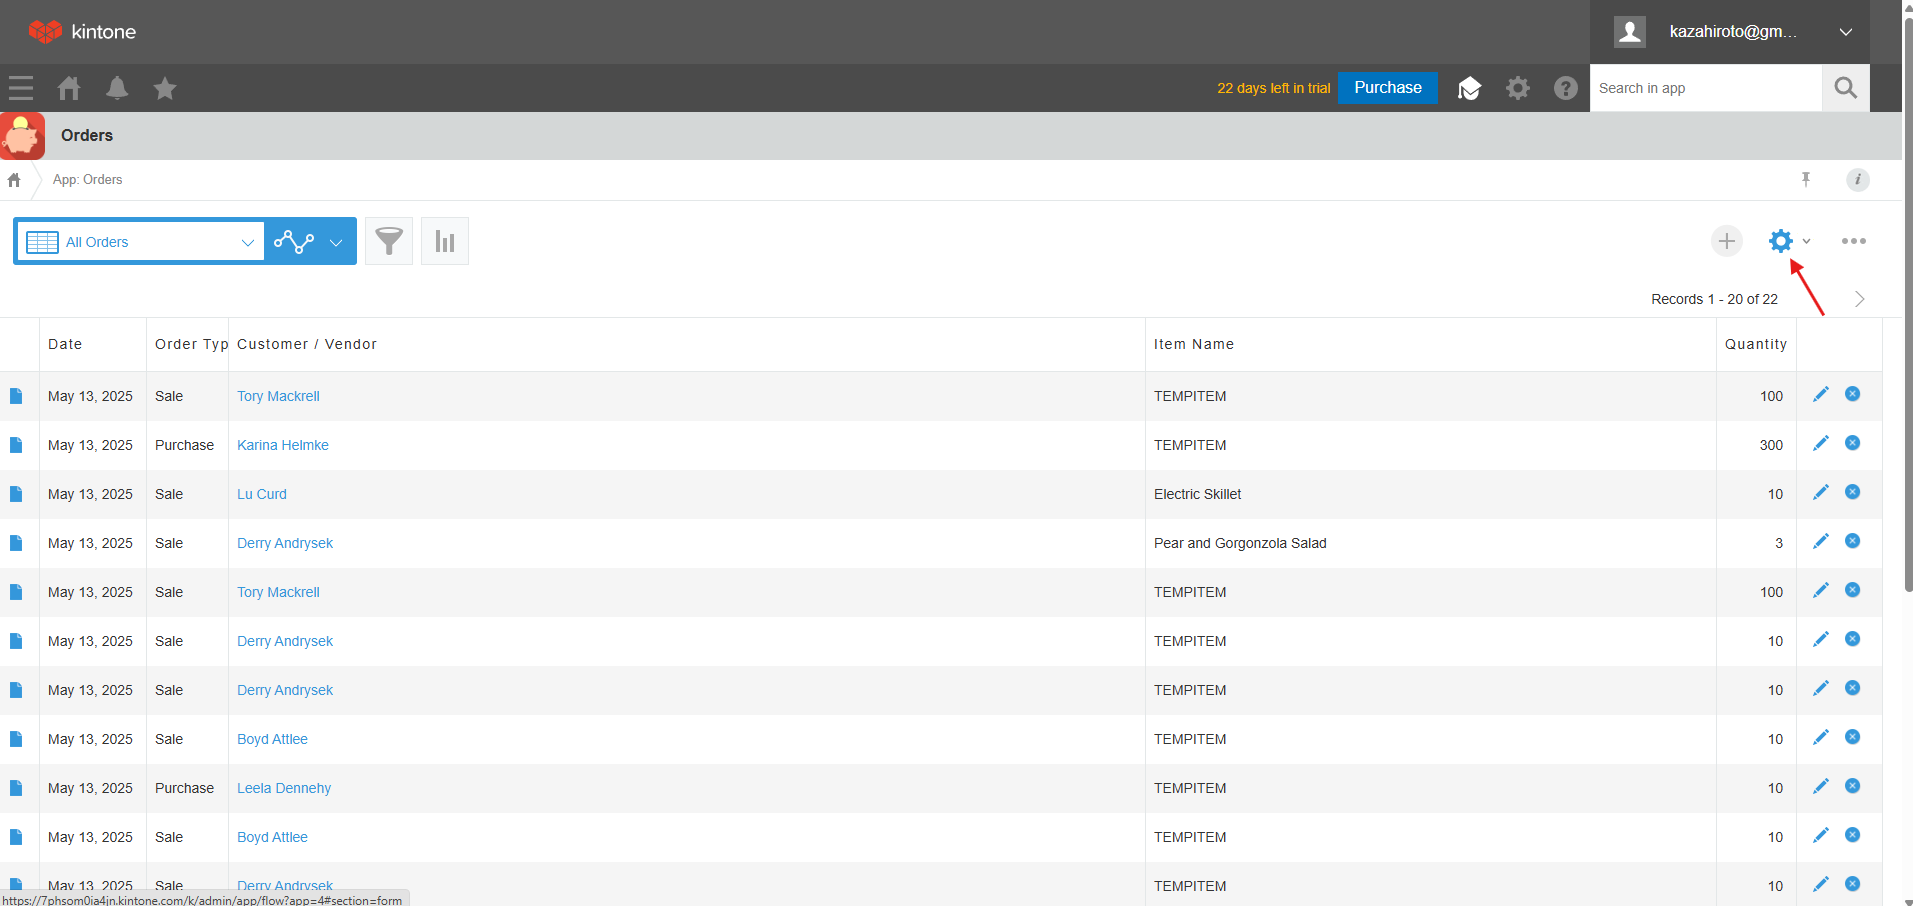 kintone
kazahiroto@gm...
22 days left in trial Purchase Search in app
Orders
App: Orders
All Orders
Records 1 - 20 of 22
Date Order Typ Customer / Vendor Item Name Quantity
May 13, 2025 Sale Tory Mackrell TEMPITEM 100
May 13, 2025 Purchase Karina Helmke TEMPITEM 300
May 13, 2025 Sale Lu Curd Electric Skillet 10
May 13, 2025 Sale Derry Andrysek Pear and Gorgonzola Salad 3
May 13, 2025 Sale Tory Mackrell TEMPITEM 100
May 13, 2025 Sale Derry Andrysek TEMPITEM 10
May 13, 2025 Sale Derry Andrysek TEMPITEM 10
May 13, 2025 Sale Boyd Attlee TEMPITEM 10
May 13, 2025 Purchase Leela Dennehy TEMPITEM 10
May 13, 2025 Sale Boyd Attlee TEMPITEM 10
May 13, 2025 Sale Derry Andrysek TEMPITEM 10
https://7phsom0ia4jn.kintone.com/k/admin/app/flow?app=4#section=form